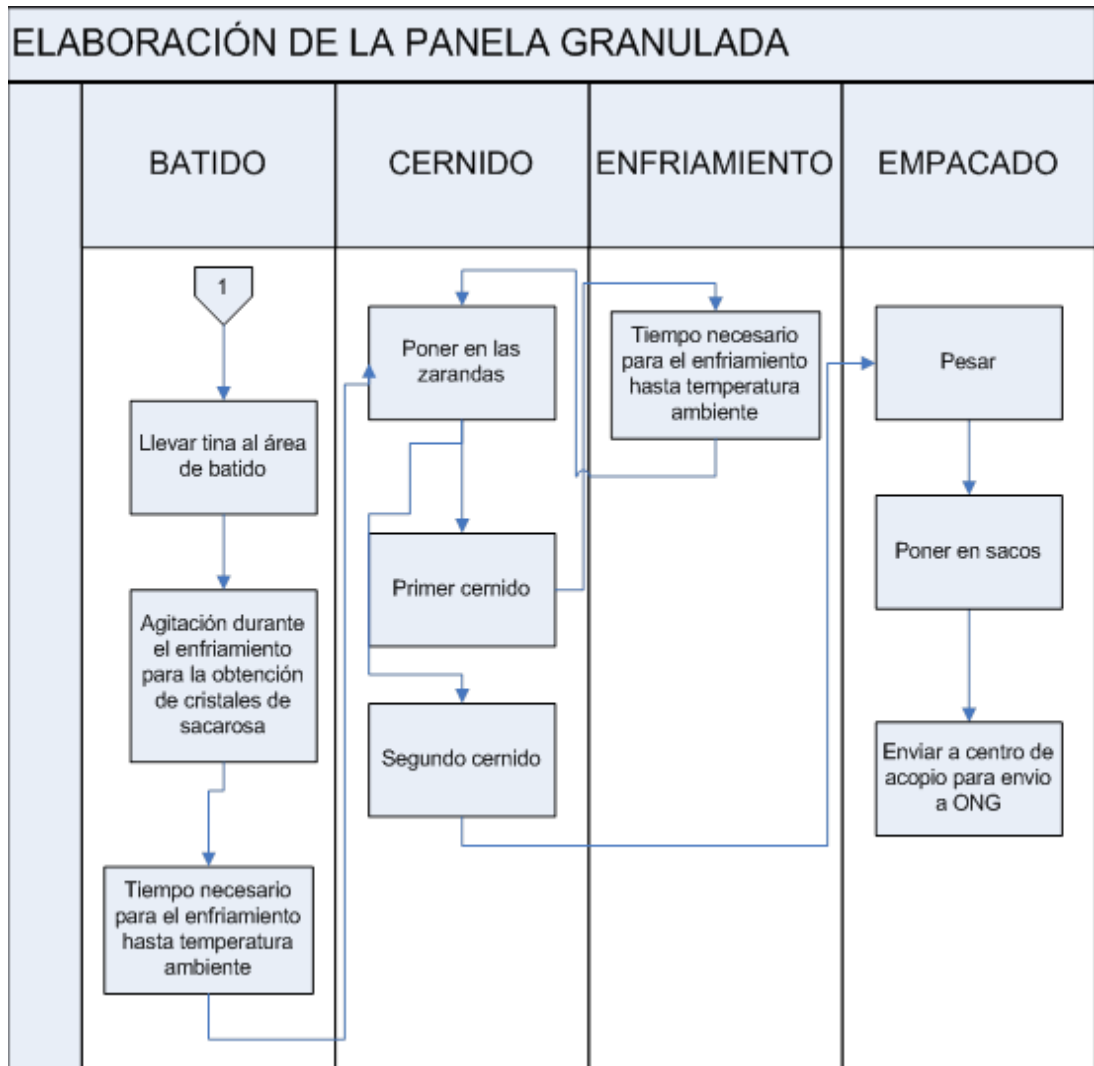 ELABORACIÓN DE LA PANELA GRANULADA
BATIDO
CERNIDO
ENFRIAMIENTO
EMPACADO
1
Llevar tina al área
de batido
Agitación durante
el enfriamiento
para la obtención
de cristales de
sacarosa
Tiempo necesario
para el enfriamiento
hasta temperatura
ambiente
Poner en las
zarandas
Primer cernido
Segundo cernido
Tiempo necesario
para el enfriamiento
hasta temperatura
ambiente
Pesar
Poner en sacos
Enviar a centro de
acopio para envio
a ONG